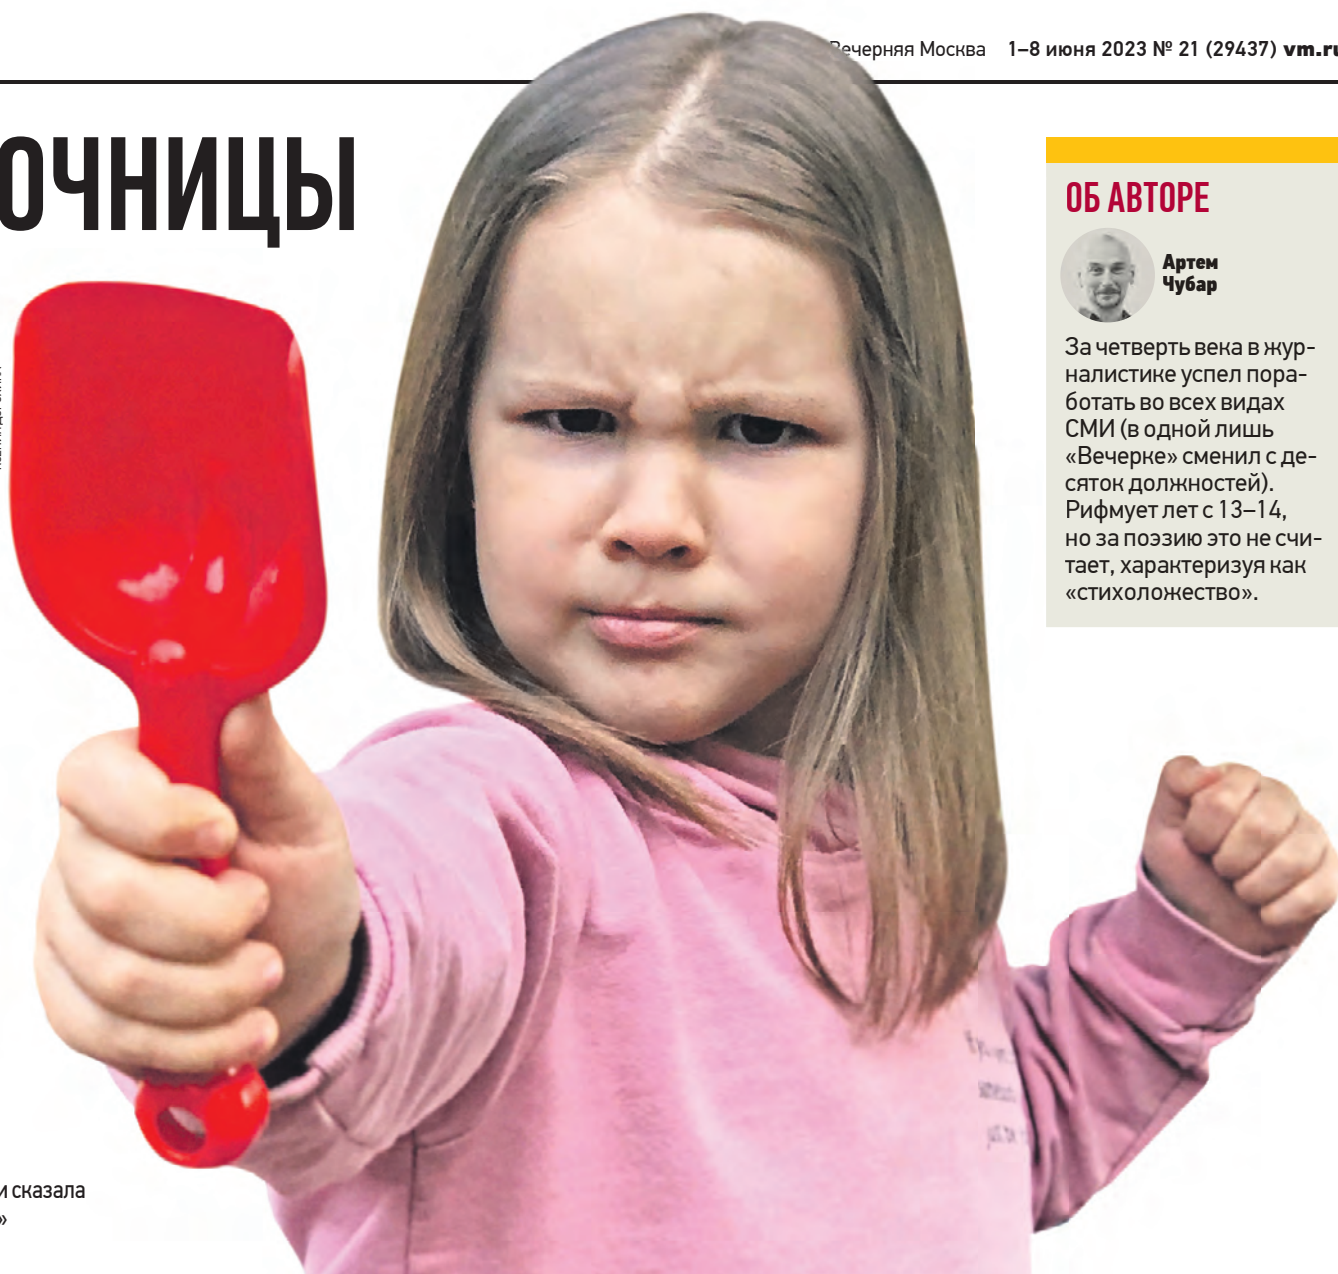 Вечерняя Москва 1–8 июня 2023 № 21 (29437) vm.ru
ОЧНИЦЫ
ОБ АВТОРЕ
Артем
Чубар
За четверть века в жур-
налистике успел пора-
ботать во всех видах
СМИ (в одной лишь
«Вечерке» сменил с де-
сяток должностей).
Рифмует лет с 13–14,
но за поэзию это не счи-
тает, характеризуя как
«стихоложество».
и сказала
»